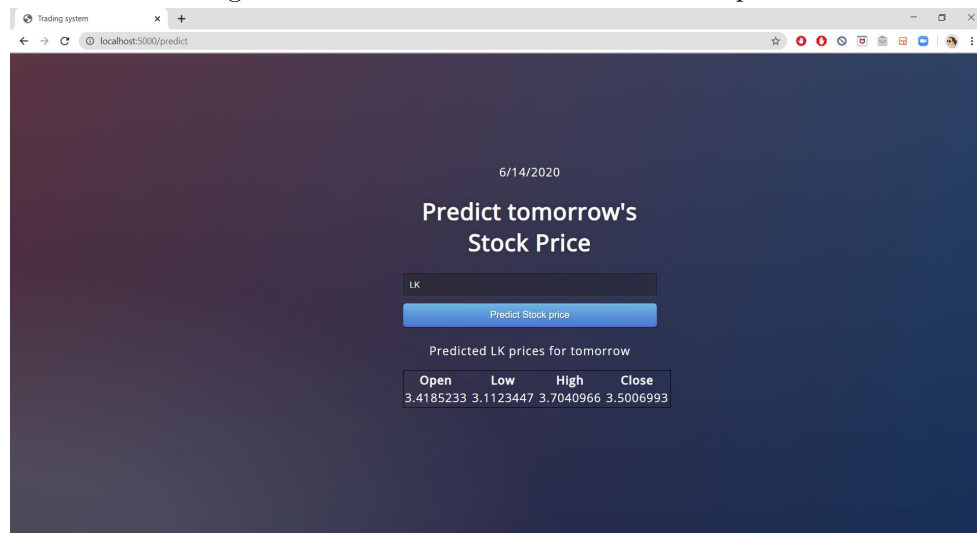 Trading system
localhost:5000/predict
6/14/2020
Predict tomorrow's
Stock Price
LK
Predict Stock price
Predicted LK prices for tomorrow
Open Low High Close
3.4185233 3.1123447 3.7040966 3.5006993